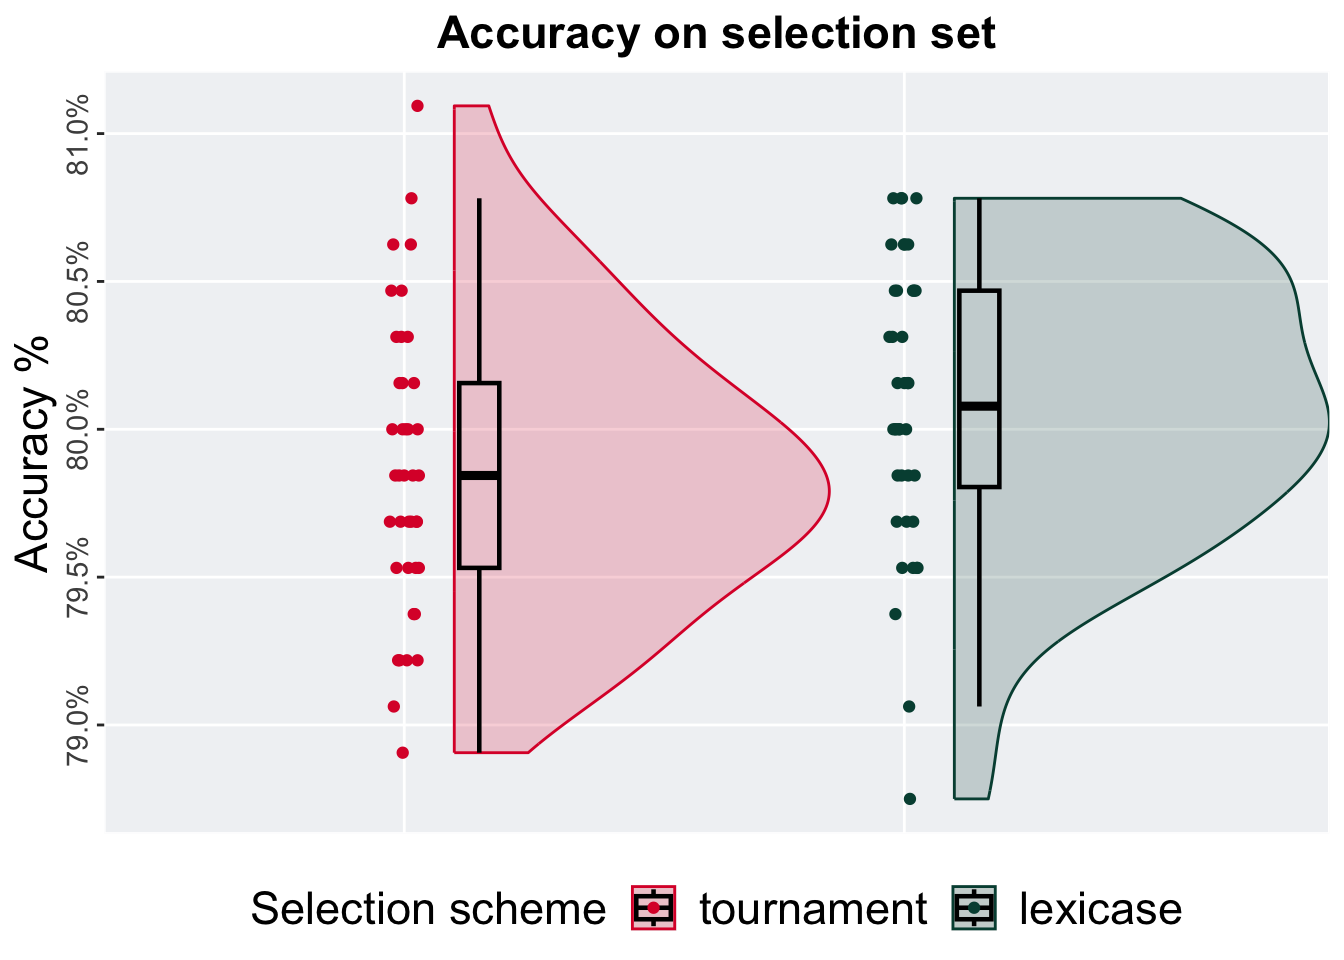 Accuracy on selection set
Accuracy %
81.0%
80.5%
80.0%
79.5%
79.0%
Selection scheme tournament lexicase